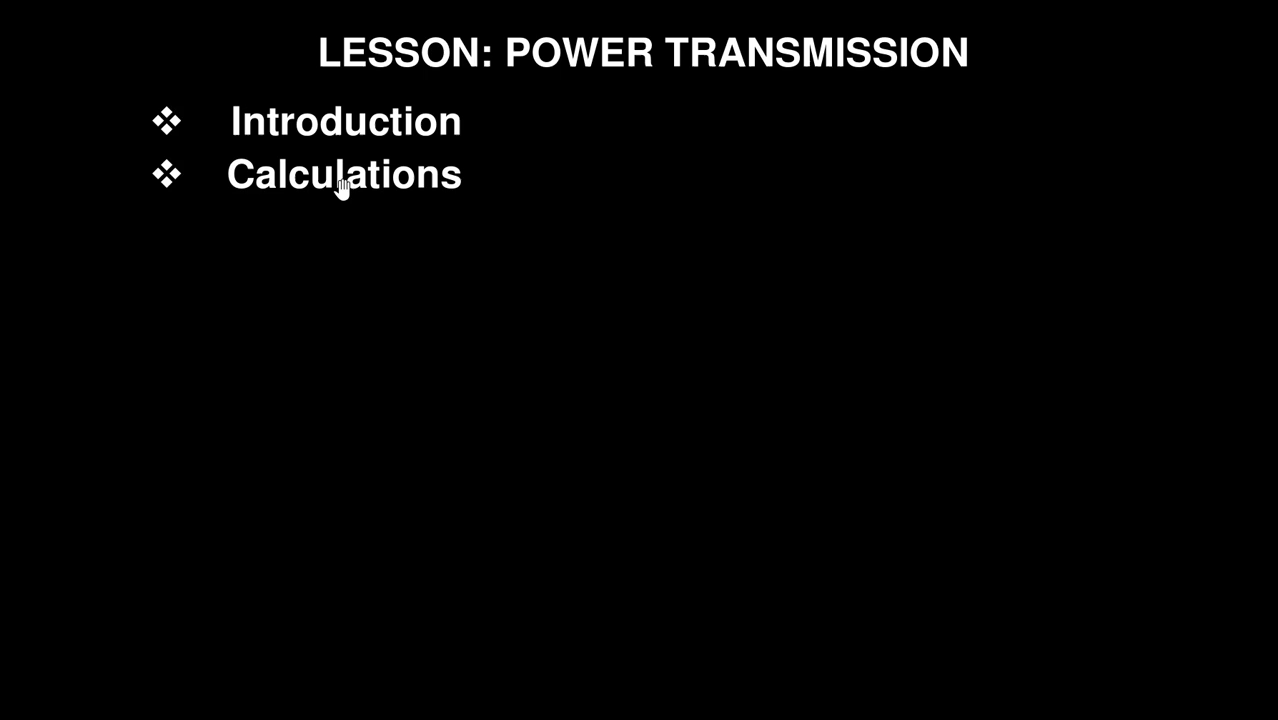 LESSON: POWER TRANSMISSION
❖ Introduction
❖ Calculations